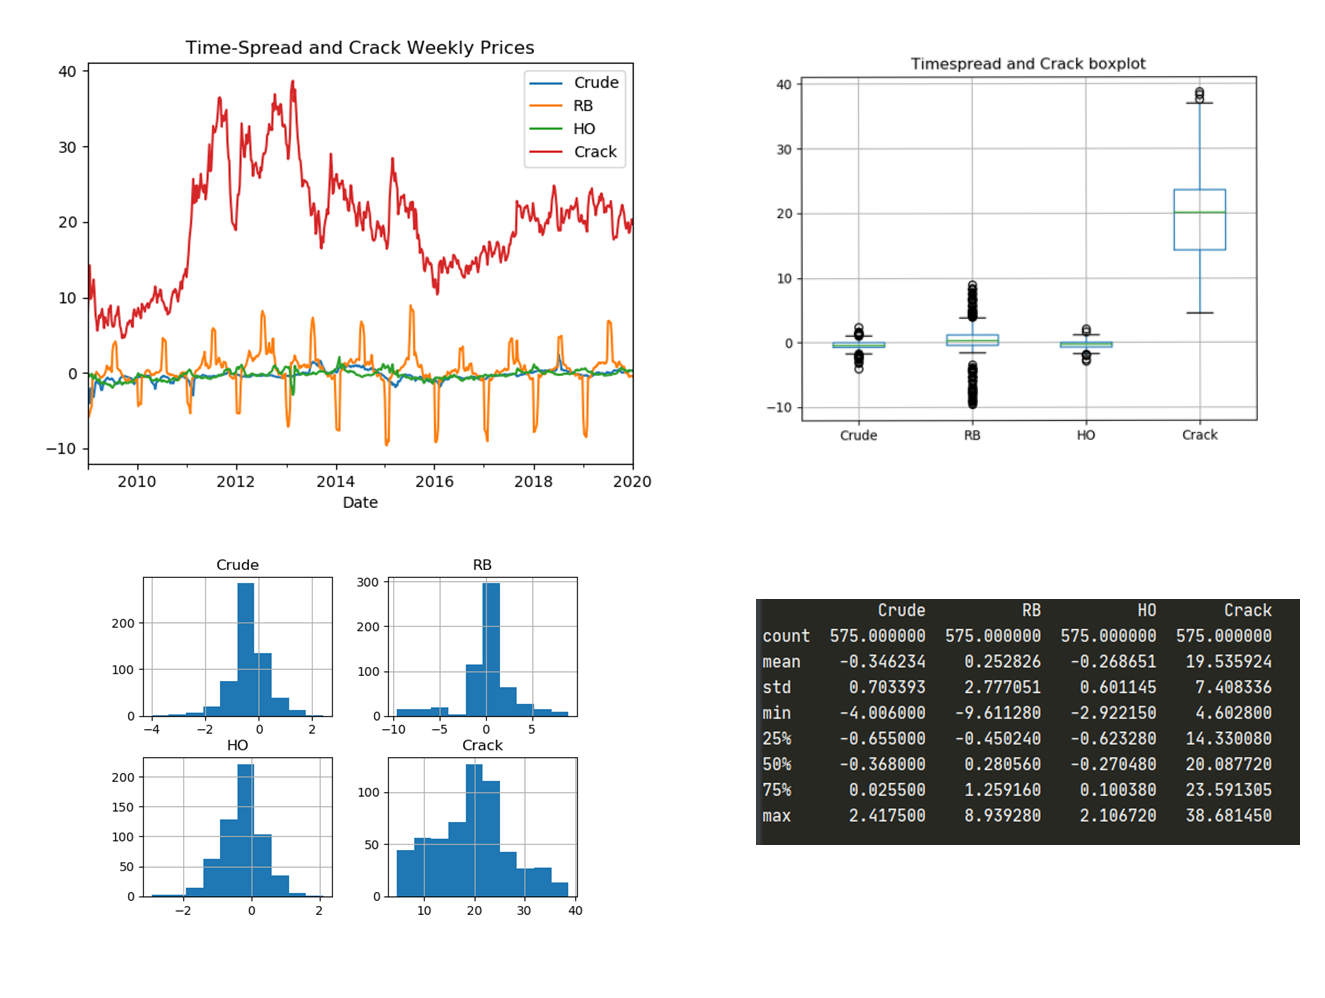 Time-Spread and Crack Weekly Prices
40
30
20
10
0
−10
Crude
RB
HO
Crack
2010 2012 2014 2016 2018 2020
Date
Timespread and Crack boxplot
40
30
20
10
0
−10
Crude RB HO Crack
Crude
200
100
0
−4 −2 0 2
RB
300
200
100
0
−10 −5 0 5
HO
200
150
100
50
0
−2 0 2
Crack
100
50
0
10 20 30 40
Crude RB HO Crack
count 575.000000 575.000000 575.000000 575.000000
mean -0.346234 0.252826 -0.268651 19.535924
std 0.703393 2.777051 0.601145 7.408336
min -4.006000 -9.611280 -2.922150 4.602800
25% -0.655000 -0.450240 -0.623280 14.330080
50% -0.368000 0.280560 -0.270480 20.087720
75% 0.025500 1.259160 0.100380 23.591305
max 2.417500 8.939280 2.106720 38.681450